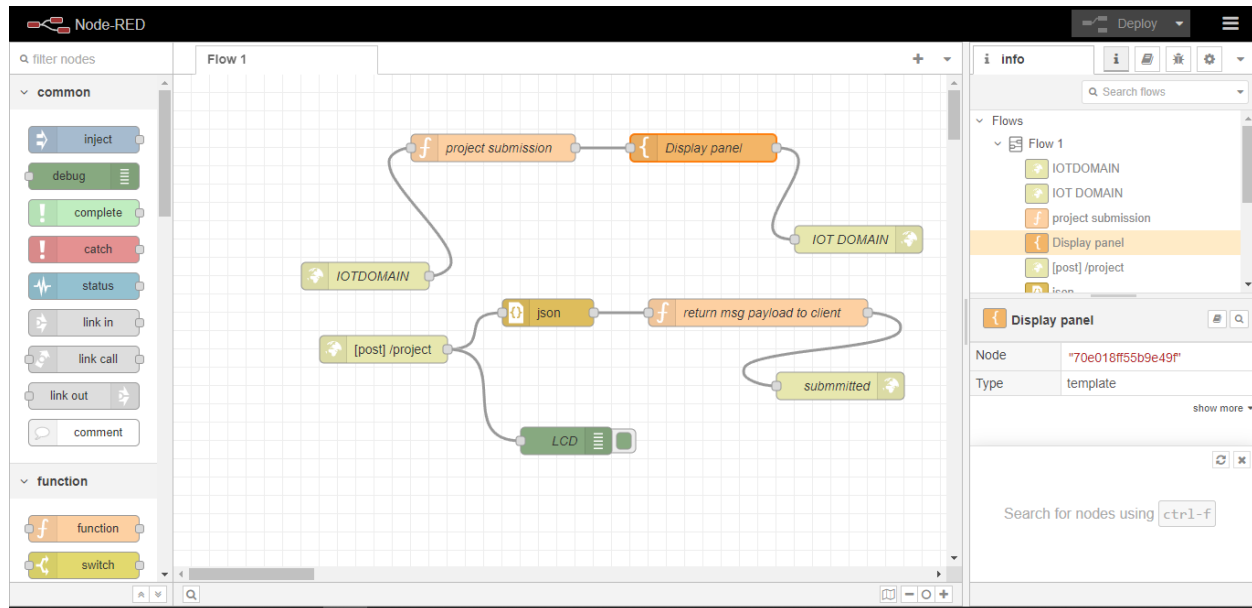 Node-RED
Deploy
filter nodes
Flow 1
i info
i
Search flows
common
inject
debug
complete
catch
status
link in
link call
link out
comment
function
function
switch
project submission
Display panel
IOT DOMAIN
IOTDOMAIN
json
return msg payload to client
[post] /project
submmitted
LCD
Flows
Flow 1
IOTDOMAIN
IOT DOMAIN
project submission
Display panel
[post] /project
json
Display panel
Node "70e018ff55b9e49f"
Type template
show more
Search for nodes using ctrl-f